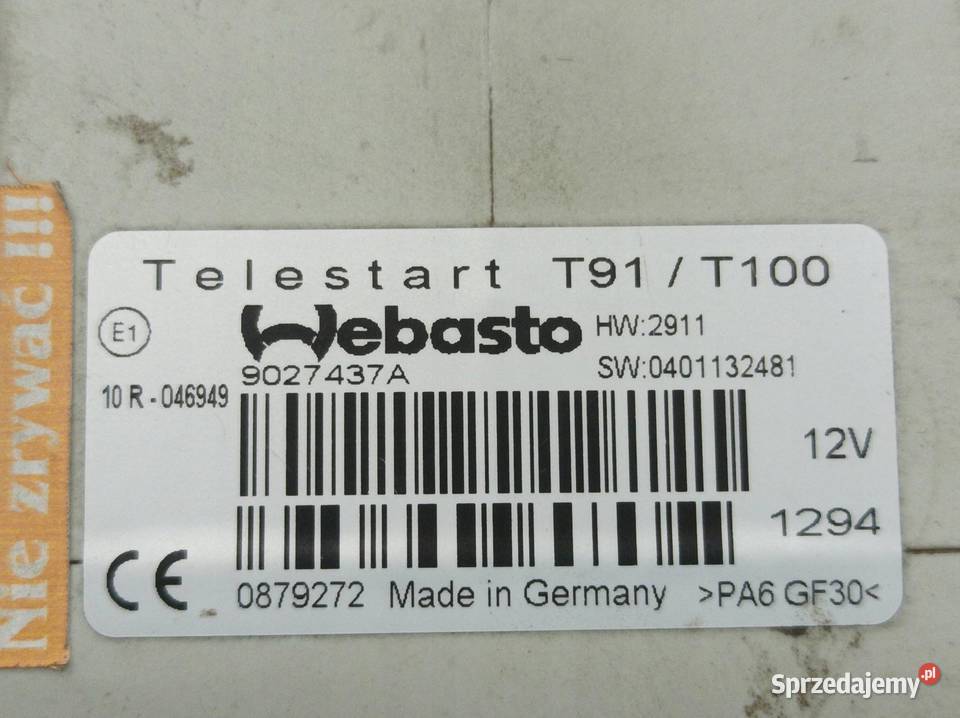 Telestart T91 / T100
E1
Webasto
HW:2911
9027437A
SW:0401132481
10 R - 046949
12V
1294
CE
0879272 Made in Germany >PA6 GF30<
Nie zrywać !!!
Sprzedajemy.pl